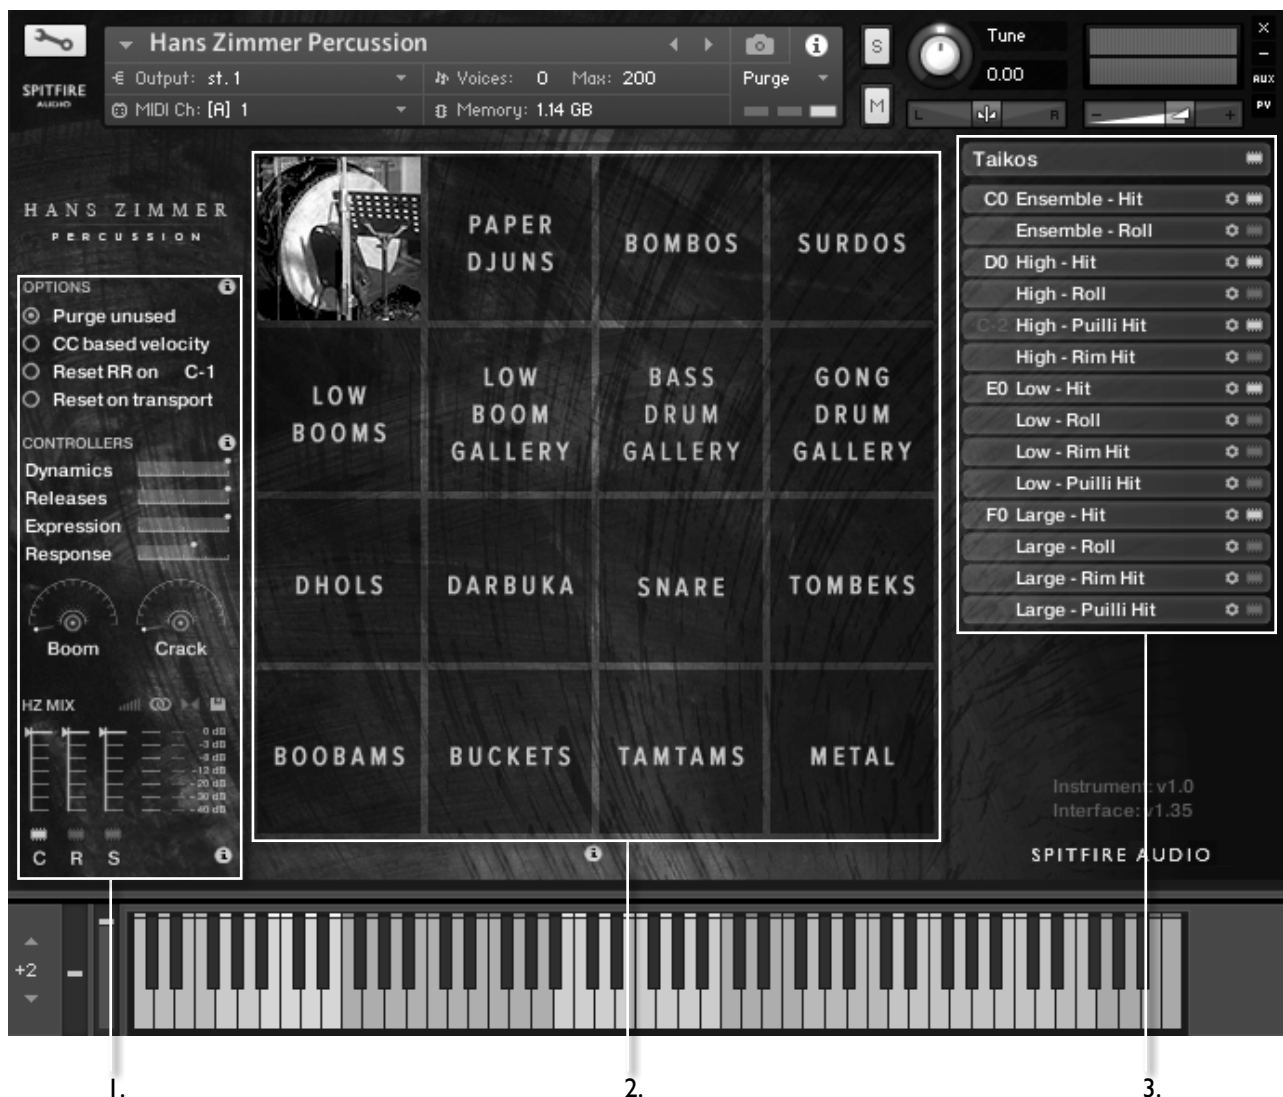 Hans Zimmer Percussion
S
Tune
X
SPITFIRE
AUDIO
Output: st. 1
Voices: 0 Max: 200
Purge
0.00
AUX
MIDI Ch: [A] 1
Memory: 1.14 GB
M
L
R
- +
PV
HANS ZIMMER
PERCUSSION
OPTIONS
Purge unused
CC based velocity
Reset RR on C-1
Reset on transport
CONTROLLERS
Dynamics
Releases
Expression
Response
Boom
Crack
HZ MIX
0 dB
-3 dB
-8 dB
-12 dB
-20 dB
-30 dB
-40 dB
C R S
PAPER
DJUNS
BOMBOS
SURDOS
LOW
BOOMS
LOW
BOOM
GALLERY
BASS
DRUM
GALLERY
GONG
DRUM
GALLERY
DHOLS
DARBUKA
SNARE
TOMBEKS
BOOBAMS
BUCKETS
TAMTAMS
METAL
Taikos
C0 Ensemble - Hit
Ensemble - Roll
D0 High - Hit
High - Roll
C-2 High - Puilli Hit
High - Rim Hit
E0 Low - Hit
Low - Roll
Low - Rim Hit
Low - Puilli Hit
F0 Large - Hit
Large - Roll
Large - Rim Hit
Large - Puilli Hit
Instrument: v1.0
Interface: v1.35
SPITFIRE AUDIO
+2
1.
2.
3.